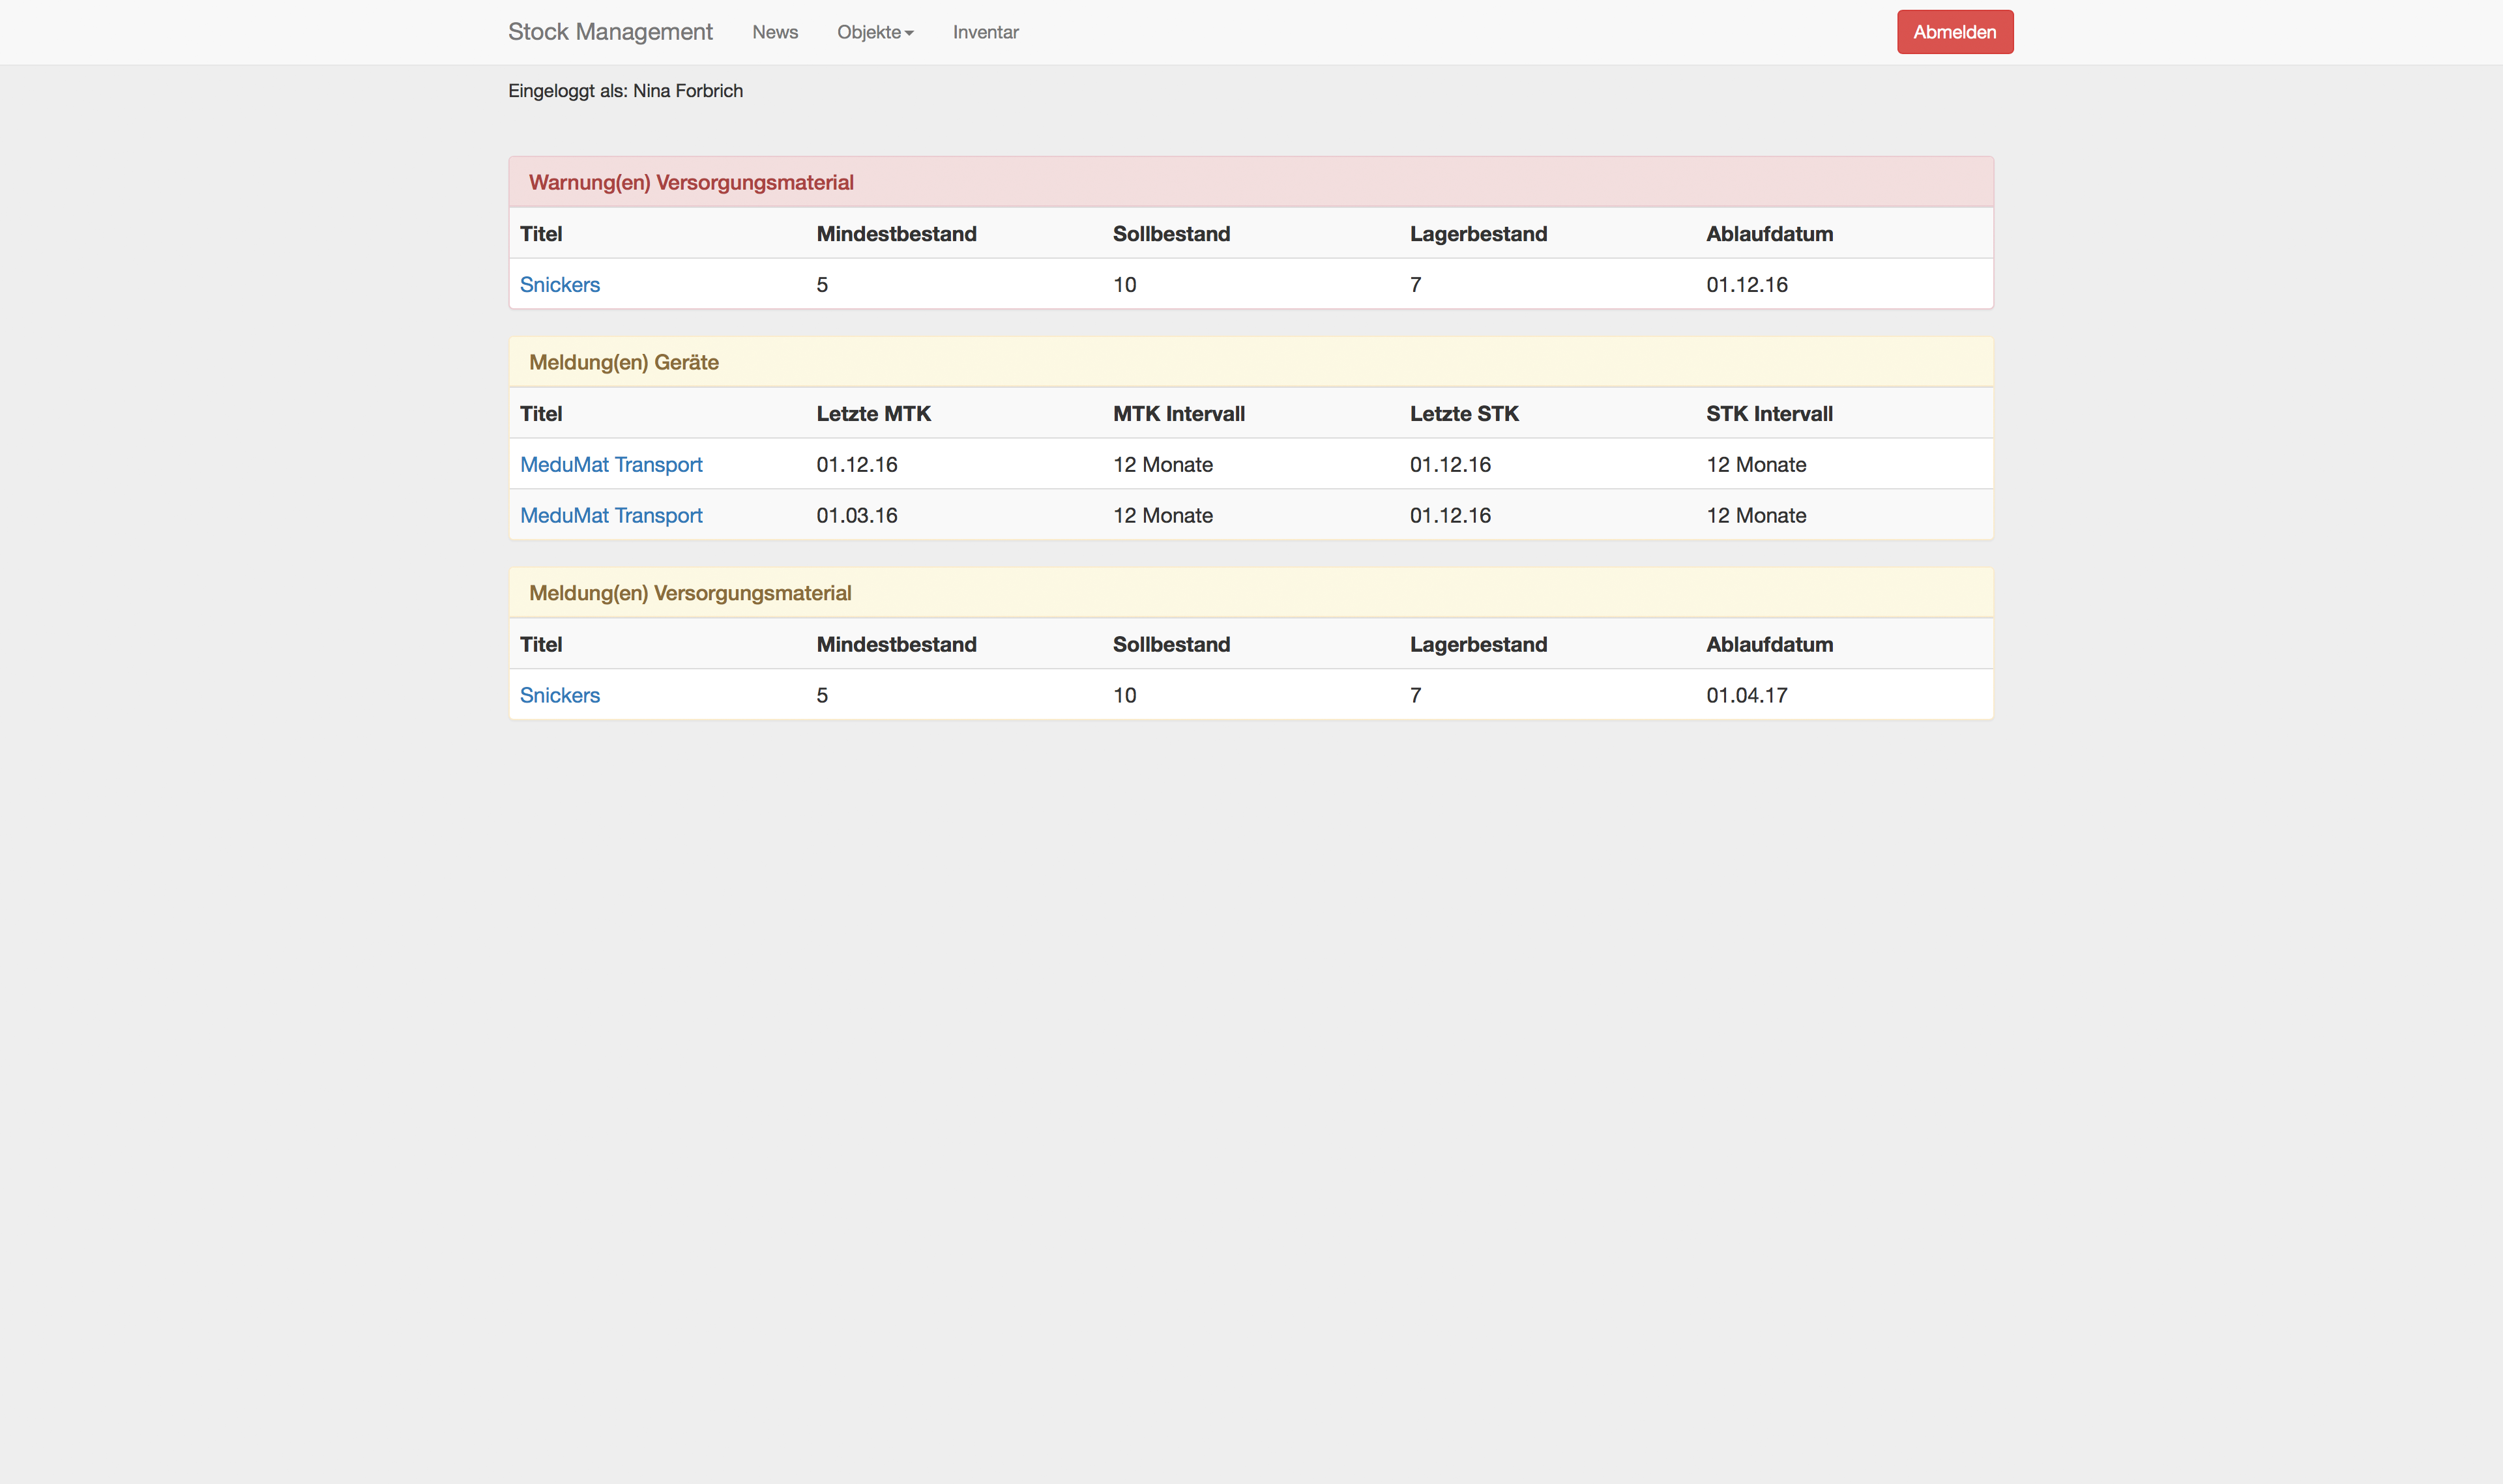 Stock Management News Objekte Inventar Abmelden
Eingeloggt als: Nina Forbrich
Warnung(en) Versorgungsmaterial
Titel Mindestbestand Sollbestand Lagerbestand Ablaufdatum
Snickers 5 10 7 01.12.16
Meldung(en) Geräte
Titel Letzte MTK MTK Intervall Letzte STK STK Intervall
MeduMat Transport 01.12.16 12 Monate 01.12.16 12 Monate
MeduMat Transport 01.03.16 12 Monate 01.12.16 12 Monate
Meldung(en) Versorgungsmaterial
Titel Mindestbestand Sollbestand Lagerbestand Ablaufdatum
Snickers 5 10 7 01.04.17